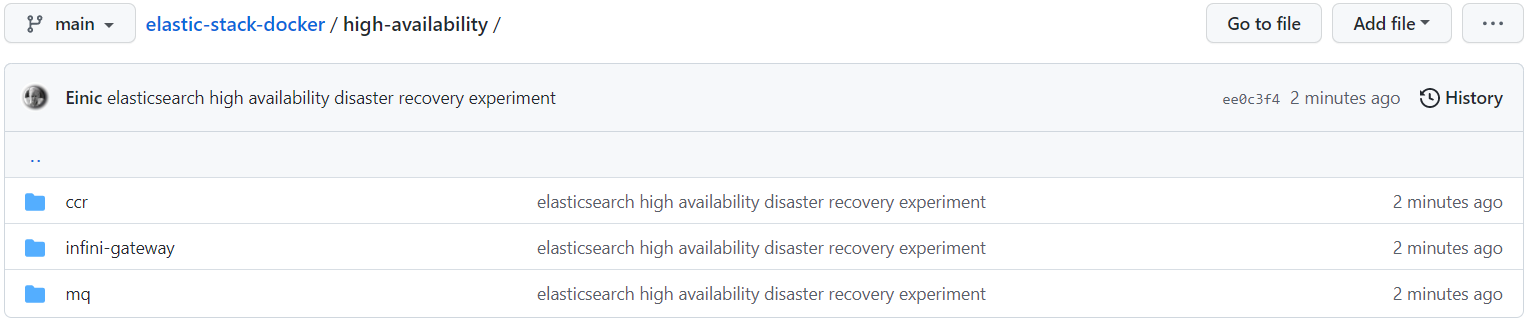 main elastic-stack-docker / high-availability / Go to file Add file ...
Einic elasticsearch high availability disaster recovery experiment ee0c3f4 2 minutes ago History
..
ccr elasticsearch high availability disaster recovery experiment 2 minutes ago
infini-gateway elasticsearch high availability disaster recovery experiment 2 minutes ago
mq elasticsearch high availability disaster recovery experiment 2 minutes ago